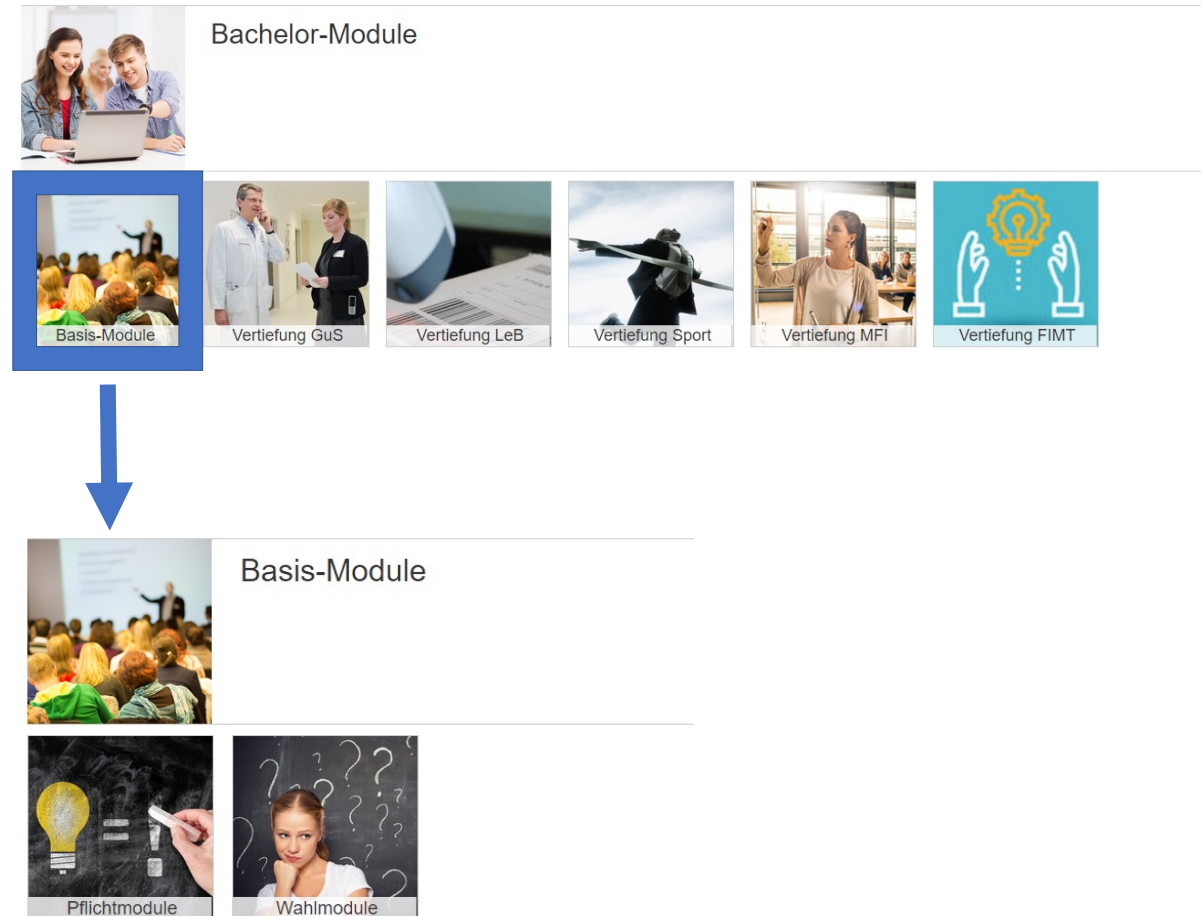 Bachelor-Module
Basis-Module
Vertiefung GuS
Vertiefung LeB
Vertiefung Sport
Vertiefung MFI
Vertiefung FIMT
Basis-Module
Pflichtmodule
Wahlmodule